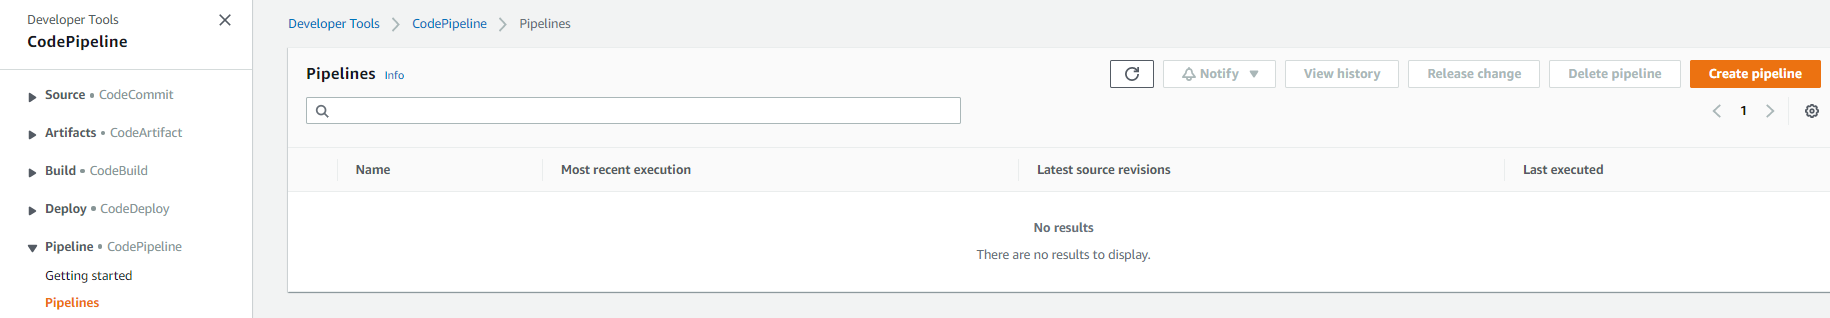 Developer Tools
CodePipeline
Source • CodeCommit
Artifacts • CodeArtifact
Build • CodeBuild
Deploy • CodeDeploy
Pipeline • CodePipeline
Getting started
Pipelines
Developer Tools > CodePipeline > Pipelines
Pipelines Info
Notify View history Release change Delete pipeline Create pipeline
1
Name Most recent execution Latest source revisions Last executed
No results
There are no results to display.